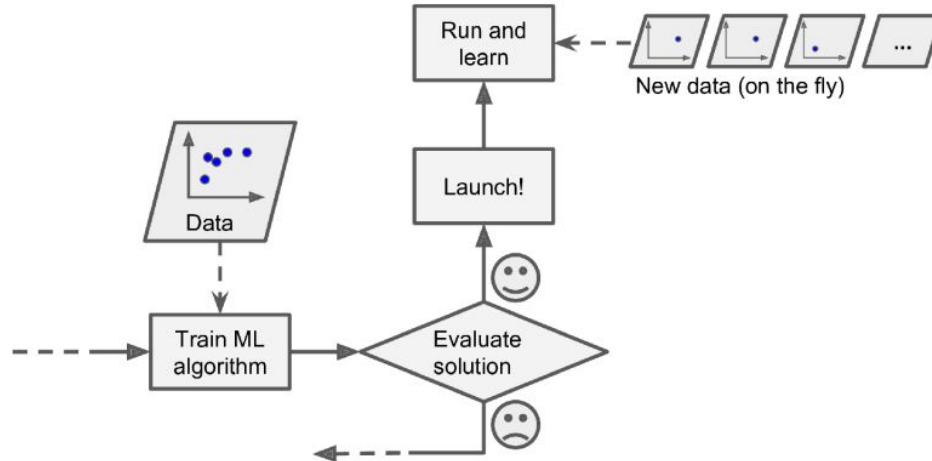 Run and
learn
...
New data (on the fly)
Launch!
Data
Train ML
algorithm
Evaluate
solution